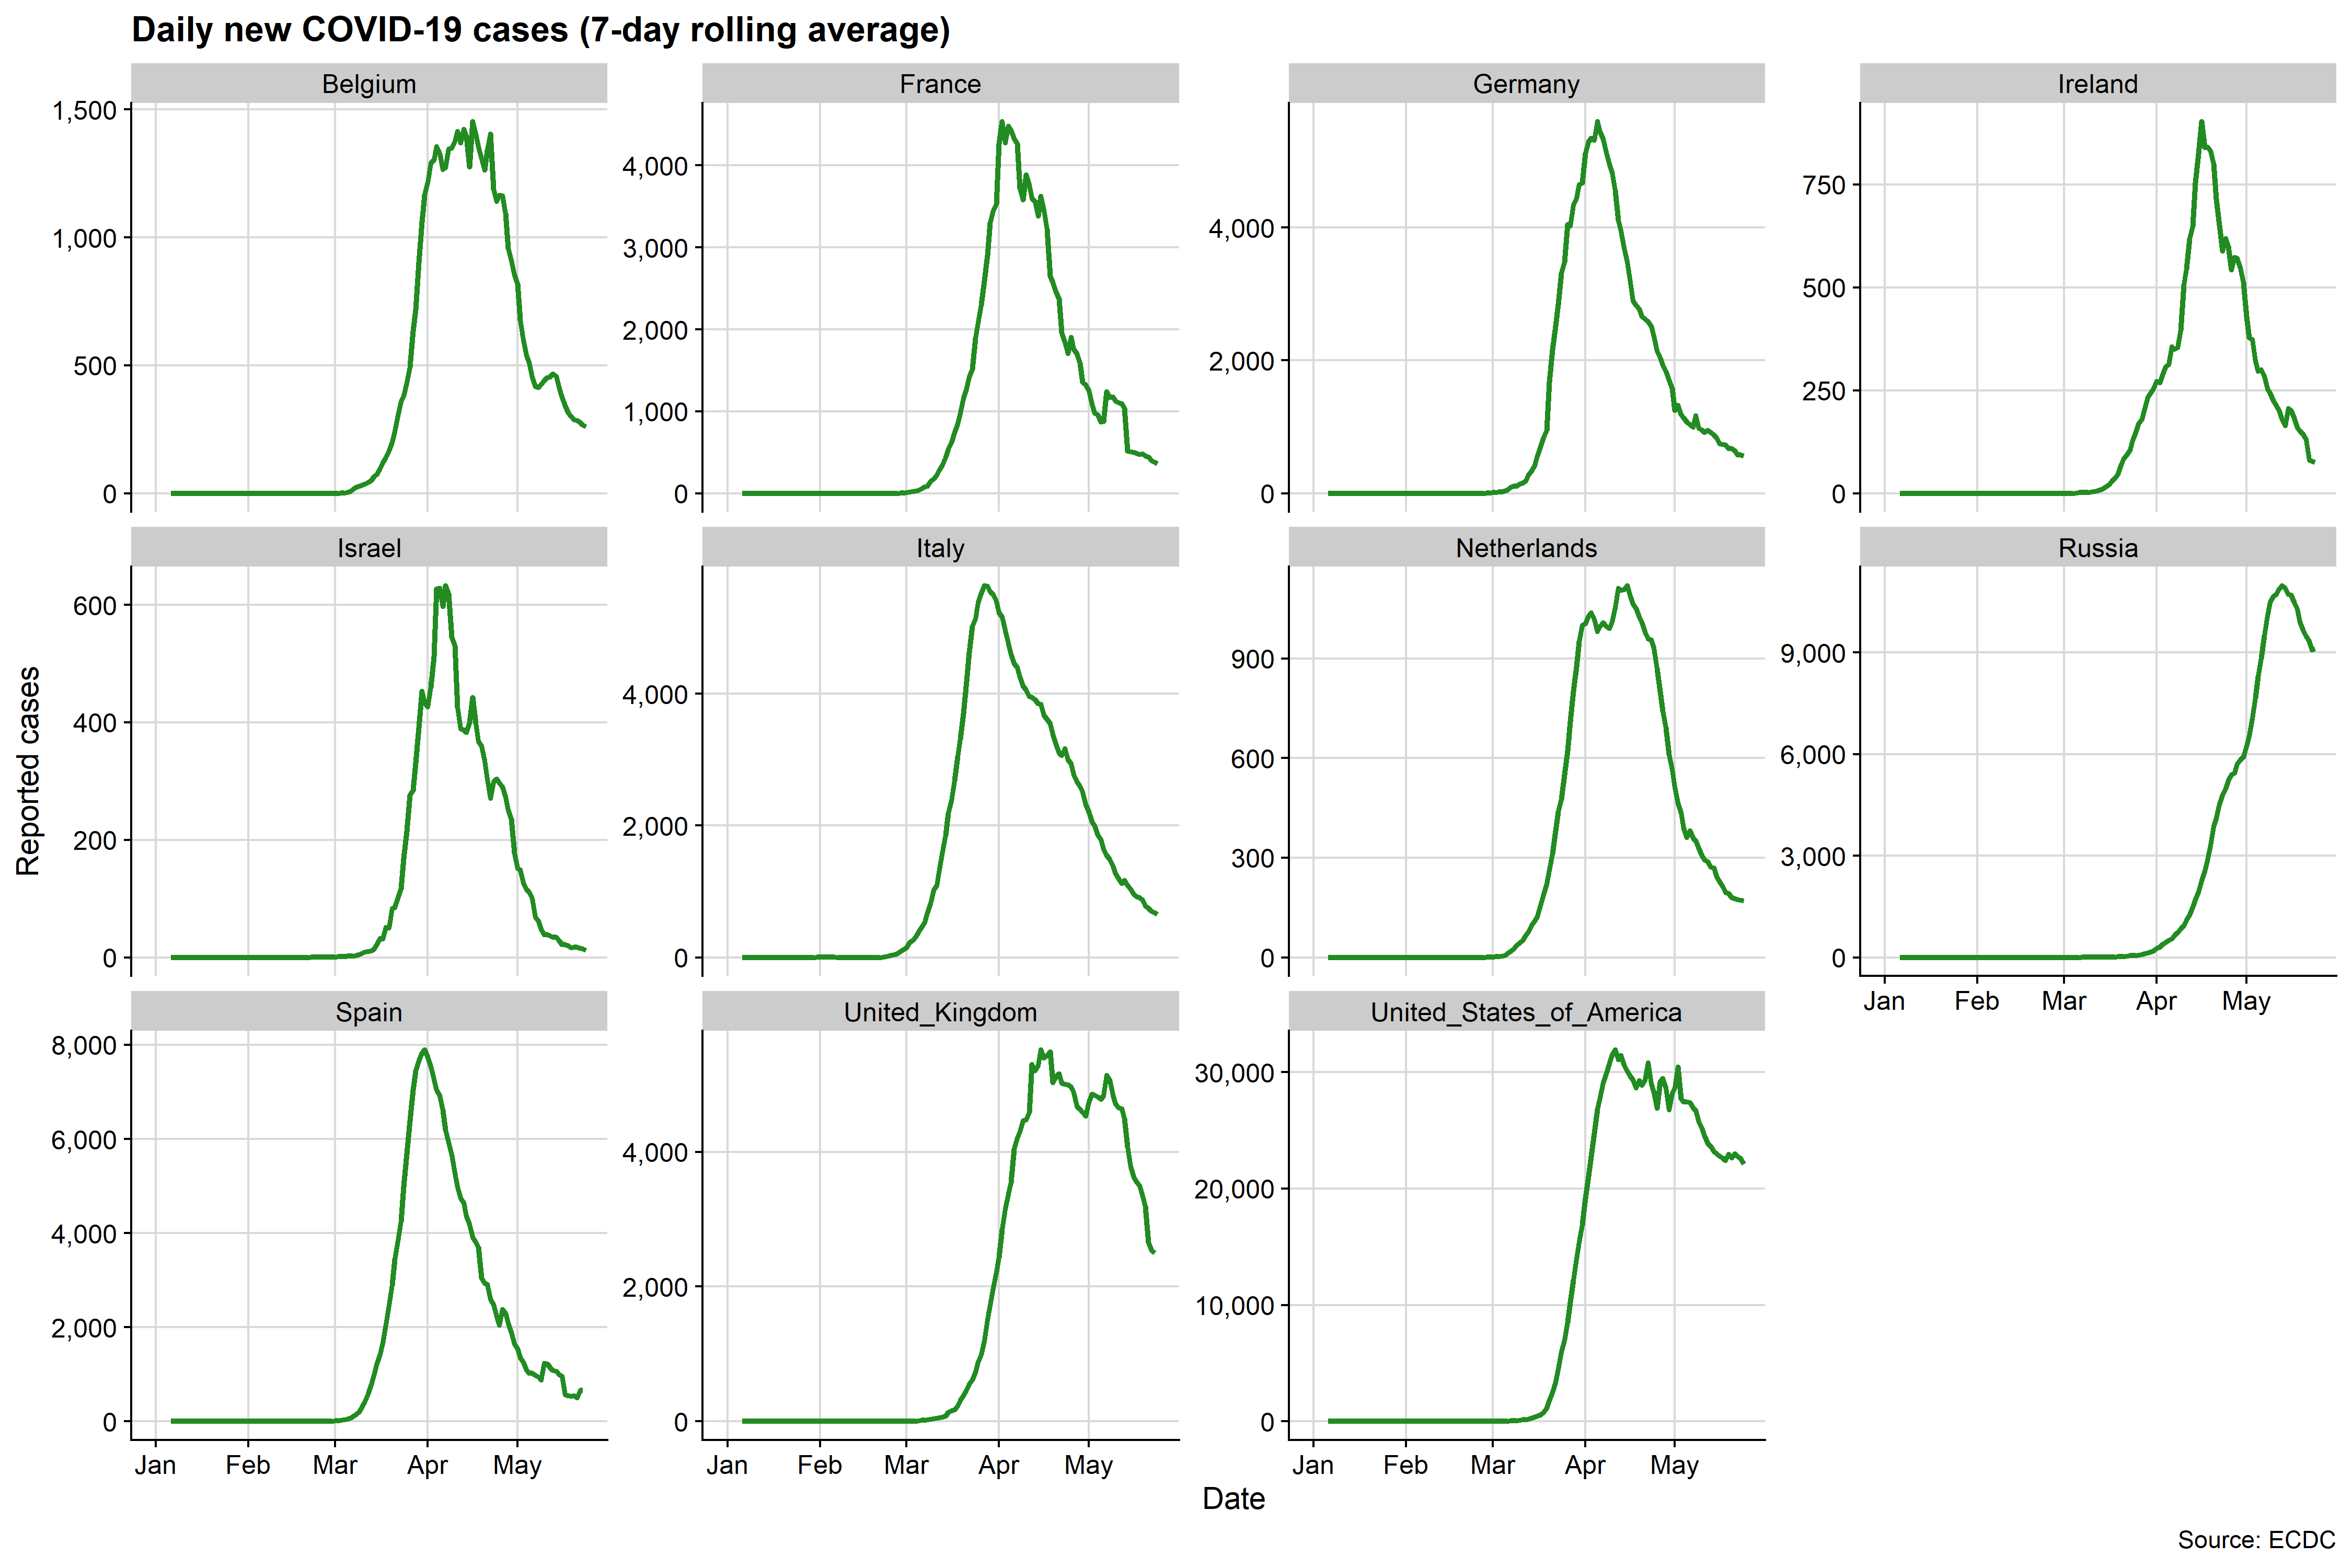 Daily new COVID-19 cases (7-day rolling average)
Belgium
France
Germany
Ireland
1,500
1,000
500
0
4,000
3,000
2,000
1,000
0
4,000
2,000
0
750
500
250
0
Israel
Italy
Netherlands
Russia
600
400
200
0
4,000
2,000
0
900
600
300
0
9,000
6,000
3,000
0
Jan Feb Mar Apr May
Spain
United_Kingdom
United_States_of_America
8,000
6,000
4,000
2,000
0
4,000
2,000
0
30,000
20,000
10,000
0
Jan Feb Mar Apr May
Jan Feb Mar Apr May
Jan Feb Mar Apr May
Reported cases
Date
Source: ECDC